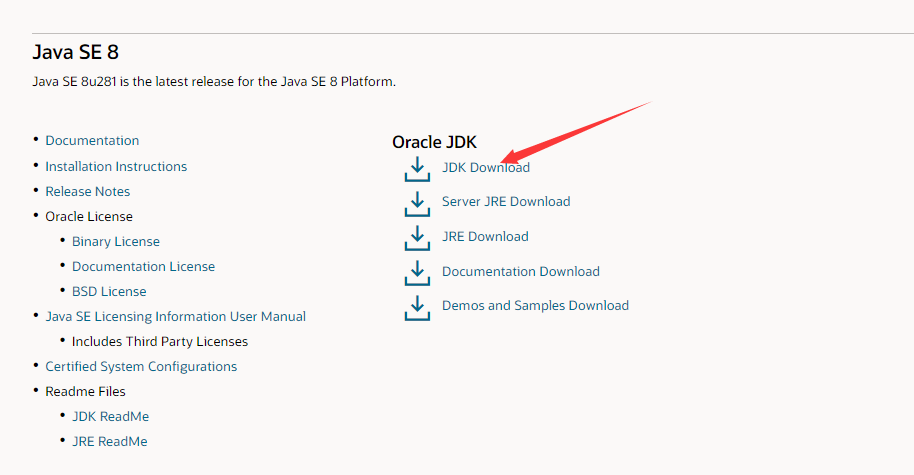 Java SE 8
Java SE 8u281 is the latest release for the Java SE 8 Platform.
Documentation
Installation Instructions
Release Notes
Oracle License
Binary License
Documentation License
BSD License
Java SE Licensing Information User Manual
Includes Third Party Licenses
Certified System Configurations
Readme Files
JDK ReadMe
JRE ReadMe
Oracle JDK
JDK Download
Server JRE Download
JRE Download
Documentation Download
Demos and Samples Download